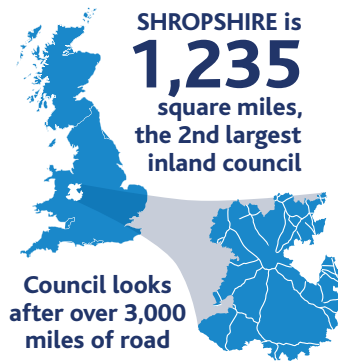 SHROPSHIRE is
1,235
square miles,
the 2nd largest
inland council
Council looks
after over 3,000
miles of road